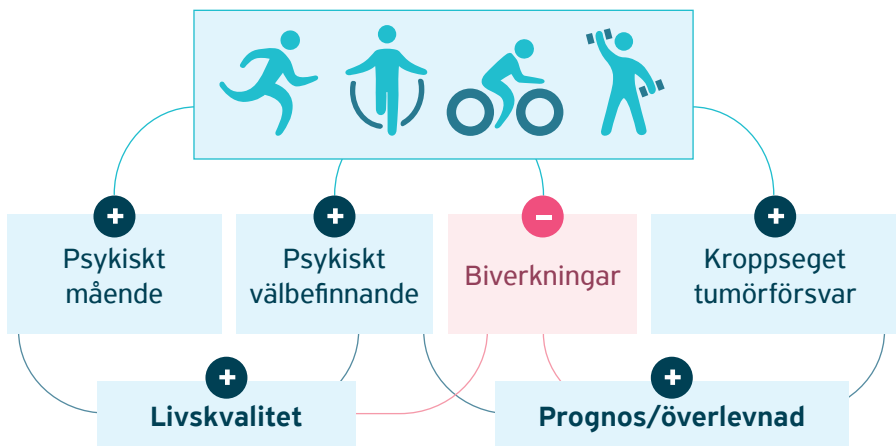 +
+
−
+
Psykiskt
mående
Psykiskt
välbefinnande
Biverkningar
Kroppseget
tumörförsvar
+
+
Livskvalitet
Prognos/överlevnad